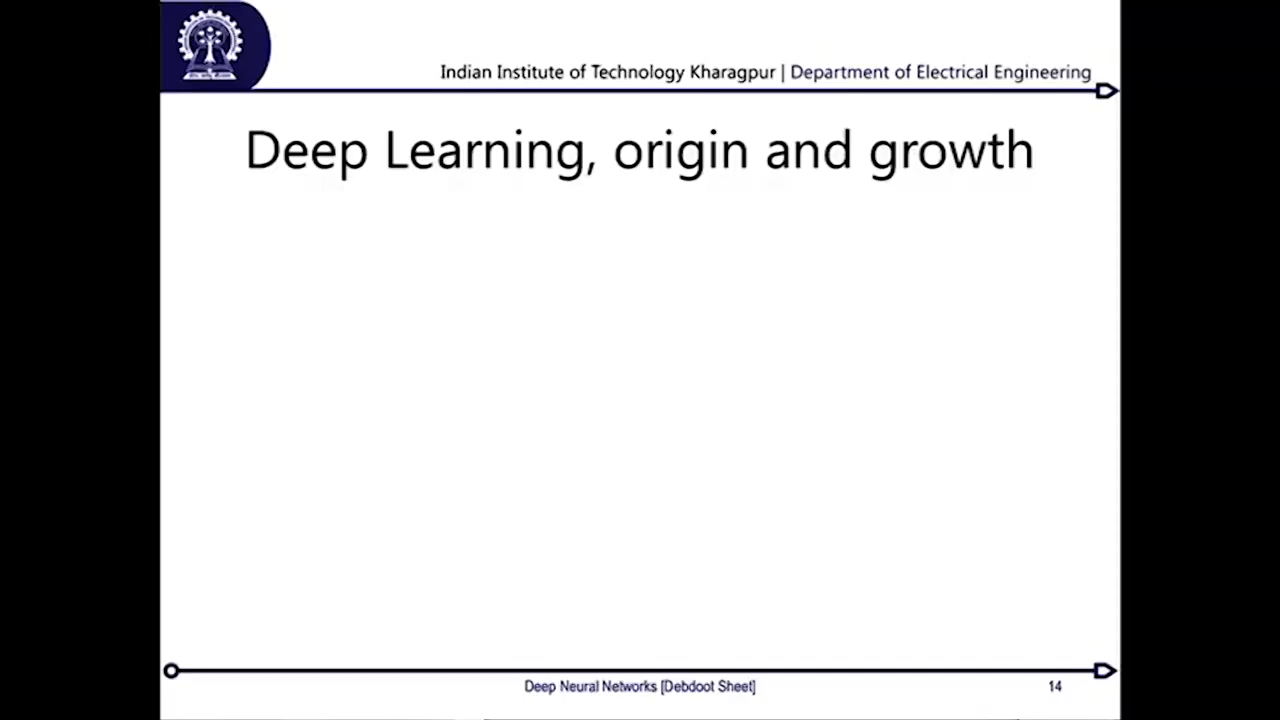 Indian Institute of Technology Kharagpur | Department of Electrical Engineering
Deep Learning, origin and growth
Deep Neural Networks [Debdoot Sheet]
14